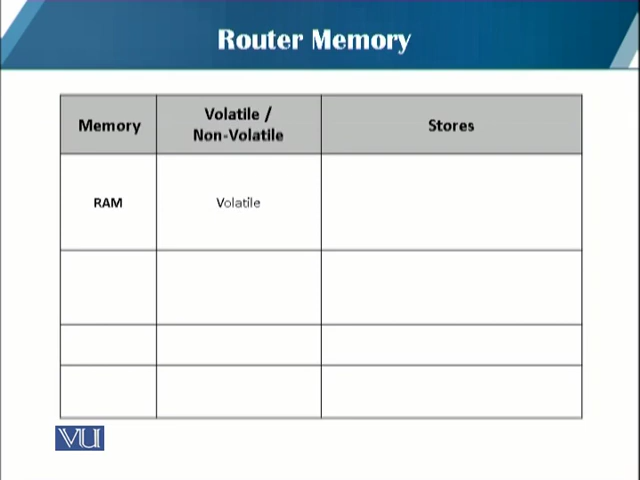 Router Memory
Memory
Volatile /
Non-Volatile
Stores
RAM
Volatile
VU